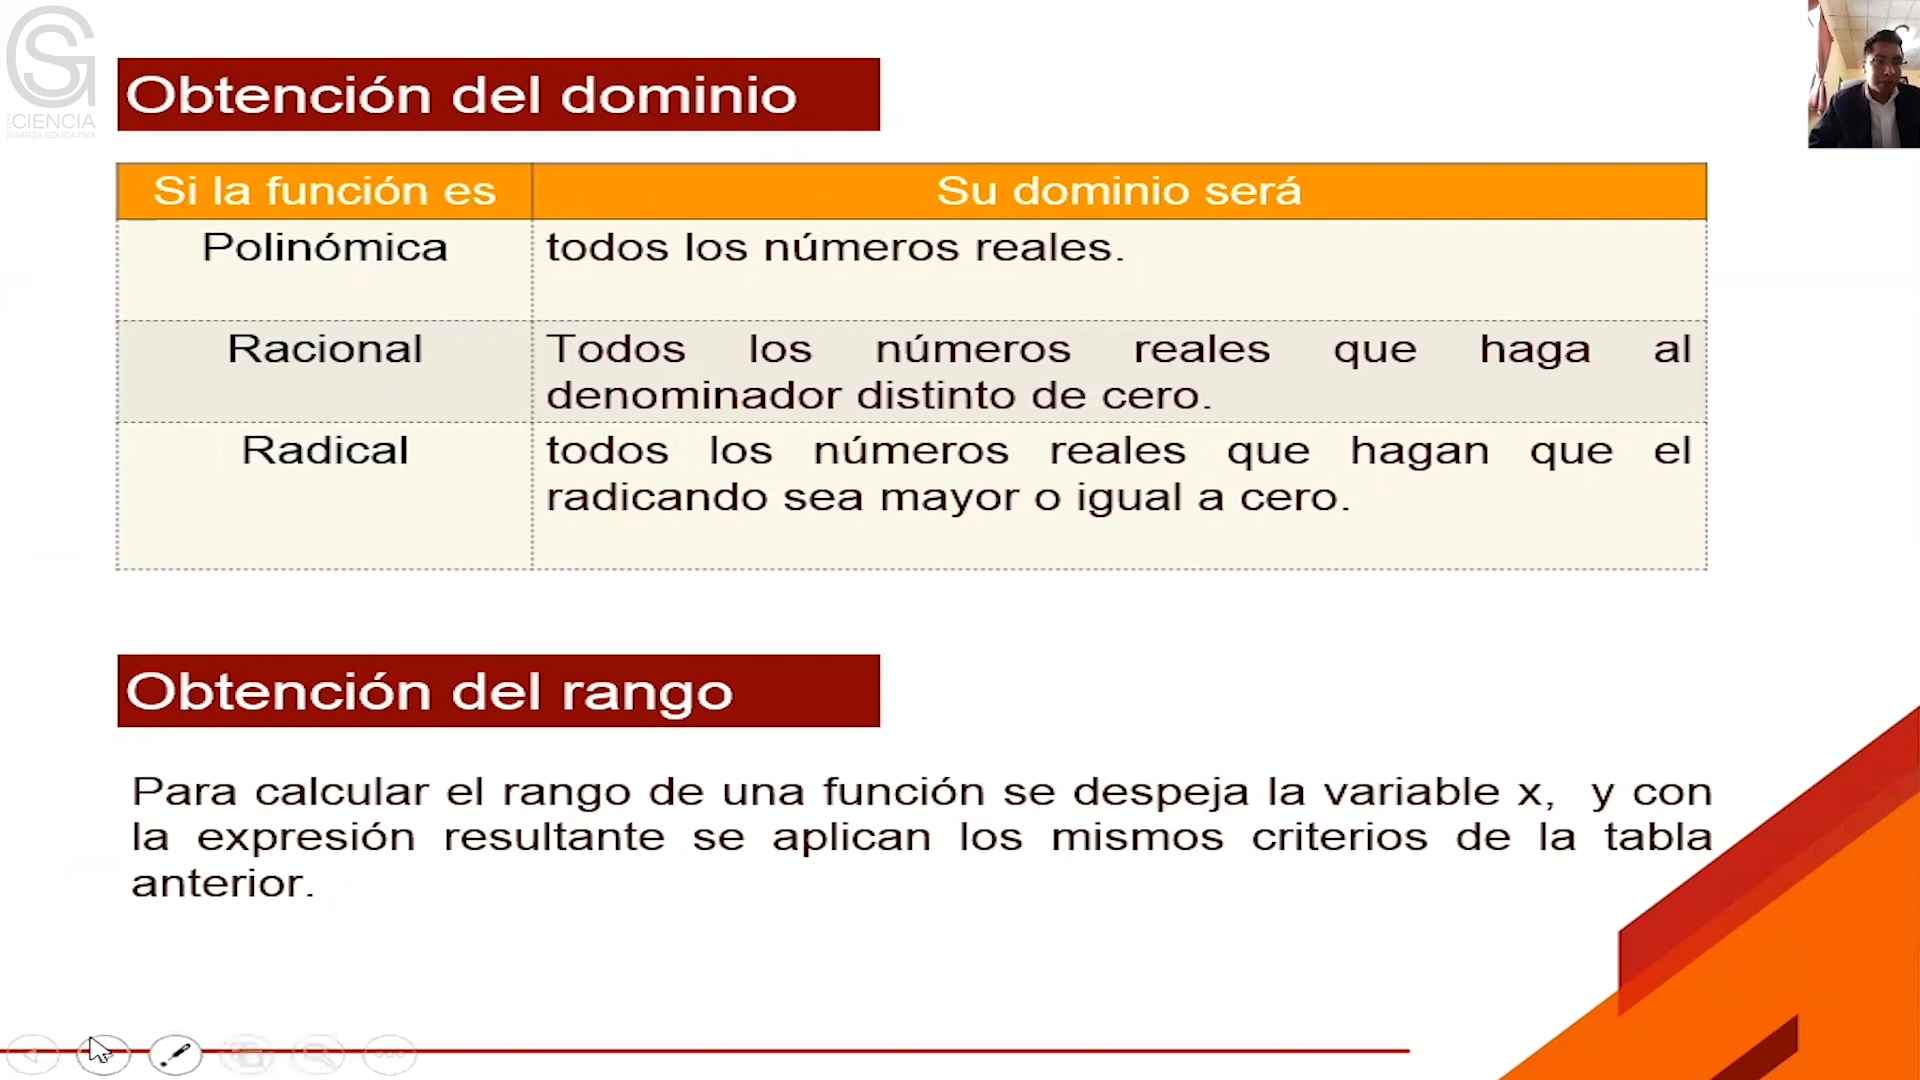 CIENCIA
GARZA EDUCATIVA
Obtención del dominio
Si la función es
Su dominio será
Polinómica
todos los números reales.
Racional
Todos los números reales que haga al
denominador distinto de cero.
Radical
todos los números reales que hagan que el
radicando sea mayor o igual a cero.
Obtención del rango
Para calcular el rango de una función se despeja la variable x, y con
la expresión resultante se aplican los mismos criterios de la tabla
anterior.